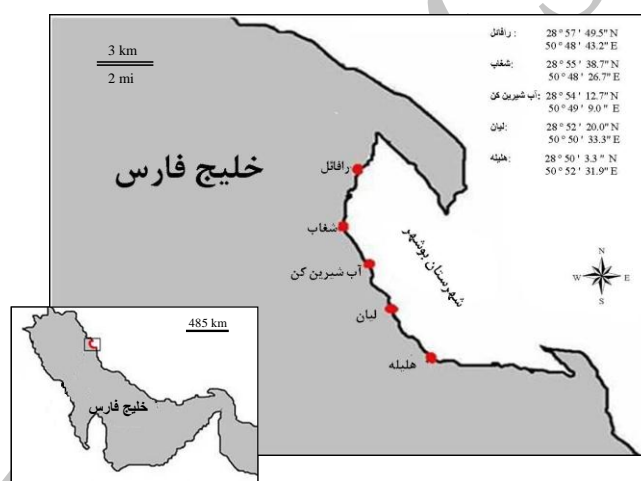 3 km
2 mi
رافائل : 28 ° 57 ' 49.5" N
50 ° 48 ' 43.2" E
شغاب: 28 ° 55 ' 38.7" N
50 ° 48 ' 26.7" E
آب شیرین کن: 28 ° 54 ' 12.7" N
50 ° 49 ' 9.0 " E
لیان: 28 ° 52 ' 20.0" N
50 ° 50 ' 33.3" E
هلیله: 28 ° 50 ' 3.3 " N
50 ° 52 ' 31.9" E
خلیج فارس
رافائل
شغاب
آب شیرین کن
لیان
هلیله
شهرستان بوشهر
N
W E
S
485 km
خلیج فارس